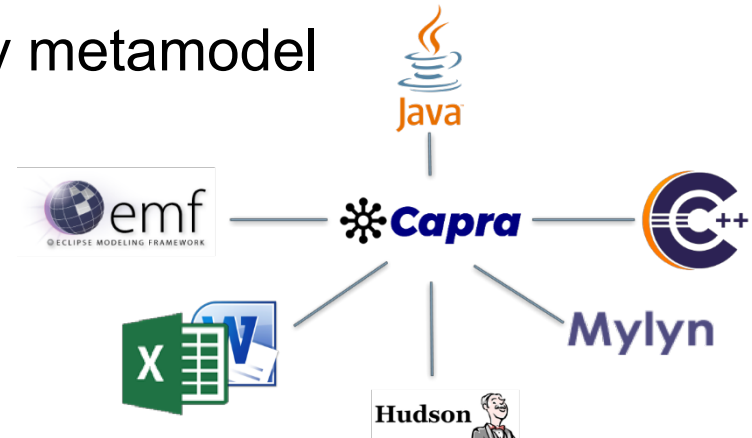 y metamodel
Java
emf
ECLIPSE MODELING FRAMEWORK
Capra
C++
X
W
Mylyn
Hudson